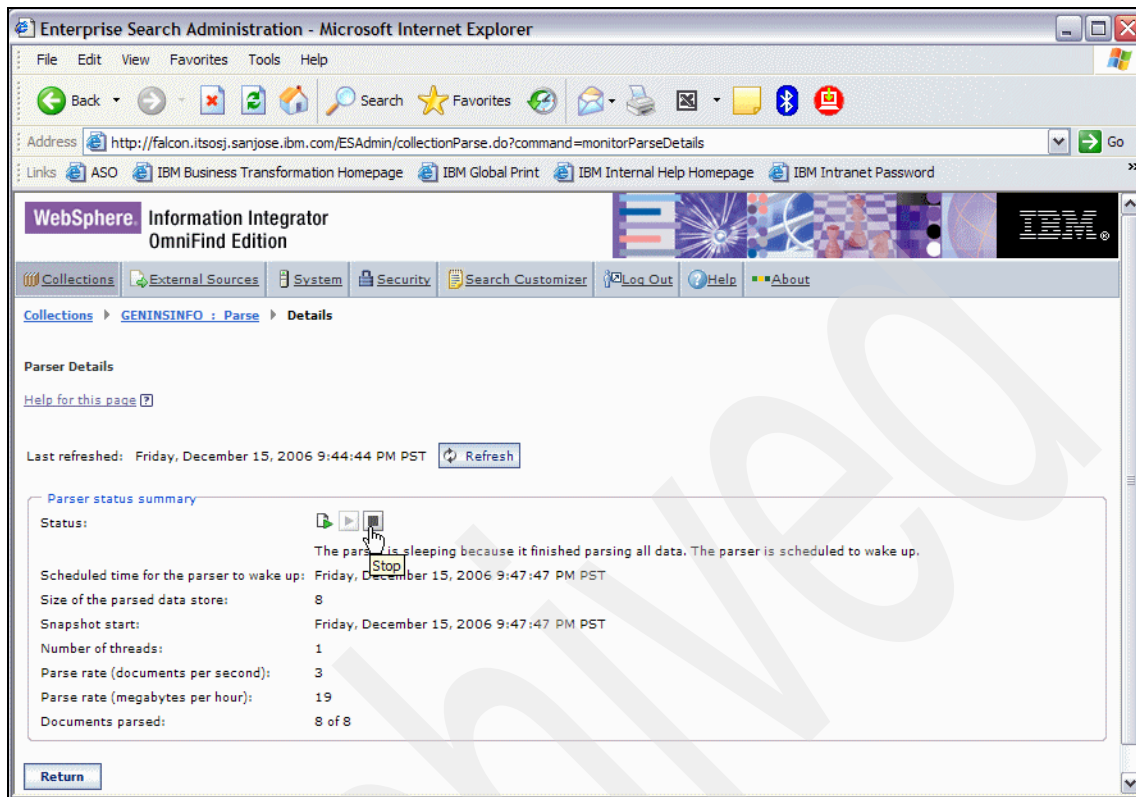 Enterprise Search Administration - Microsoft Internet Explorer
File Edit View Favorites Tools Help
Back Search Favorites
Address http://falcon.itsosj.sanjose.ibm.com/ESAdmin/collectionParse.do?command=monitorParseDetails Go
Links ASO IBM Business Transformation Homepage IBM Global Print IBM Internal Help Homepage IBM Intranet Password »
WebSphere. Information Integrator
OmniFind Edition
IBM®
Collections External Sources System Security Search Customizer Log Out Help About
Collections GENINSINFO : Parse Details
Parser Details
Help for this page ?
Last refreshed: Friday, December 15, 2006 9:44:44 PM PST Refresh
Parser status summary
Status:
The parser is sleeping because it finished parsing all data. The parser is scheduled to wake up.
Stop
Scheduled time for the parser to wake up: Friday, December 15, 2006 9:47:47 PM PST
Size of the parsed data store: 8
Snapshot start: Friday, December 15, 2006 9:47:47 PM PST
Number of threads: 1
Parse rate (documents per second): 3
Parse rate (megabytes per hour): 19
Documents parsed: 8 of 8
Return